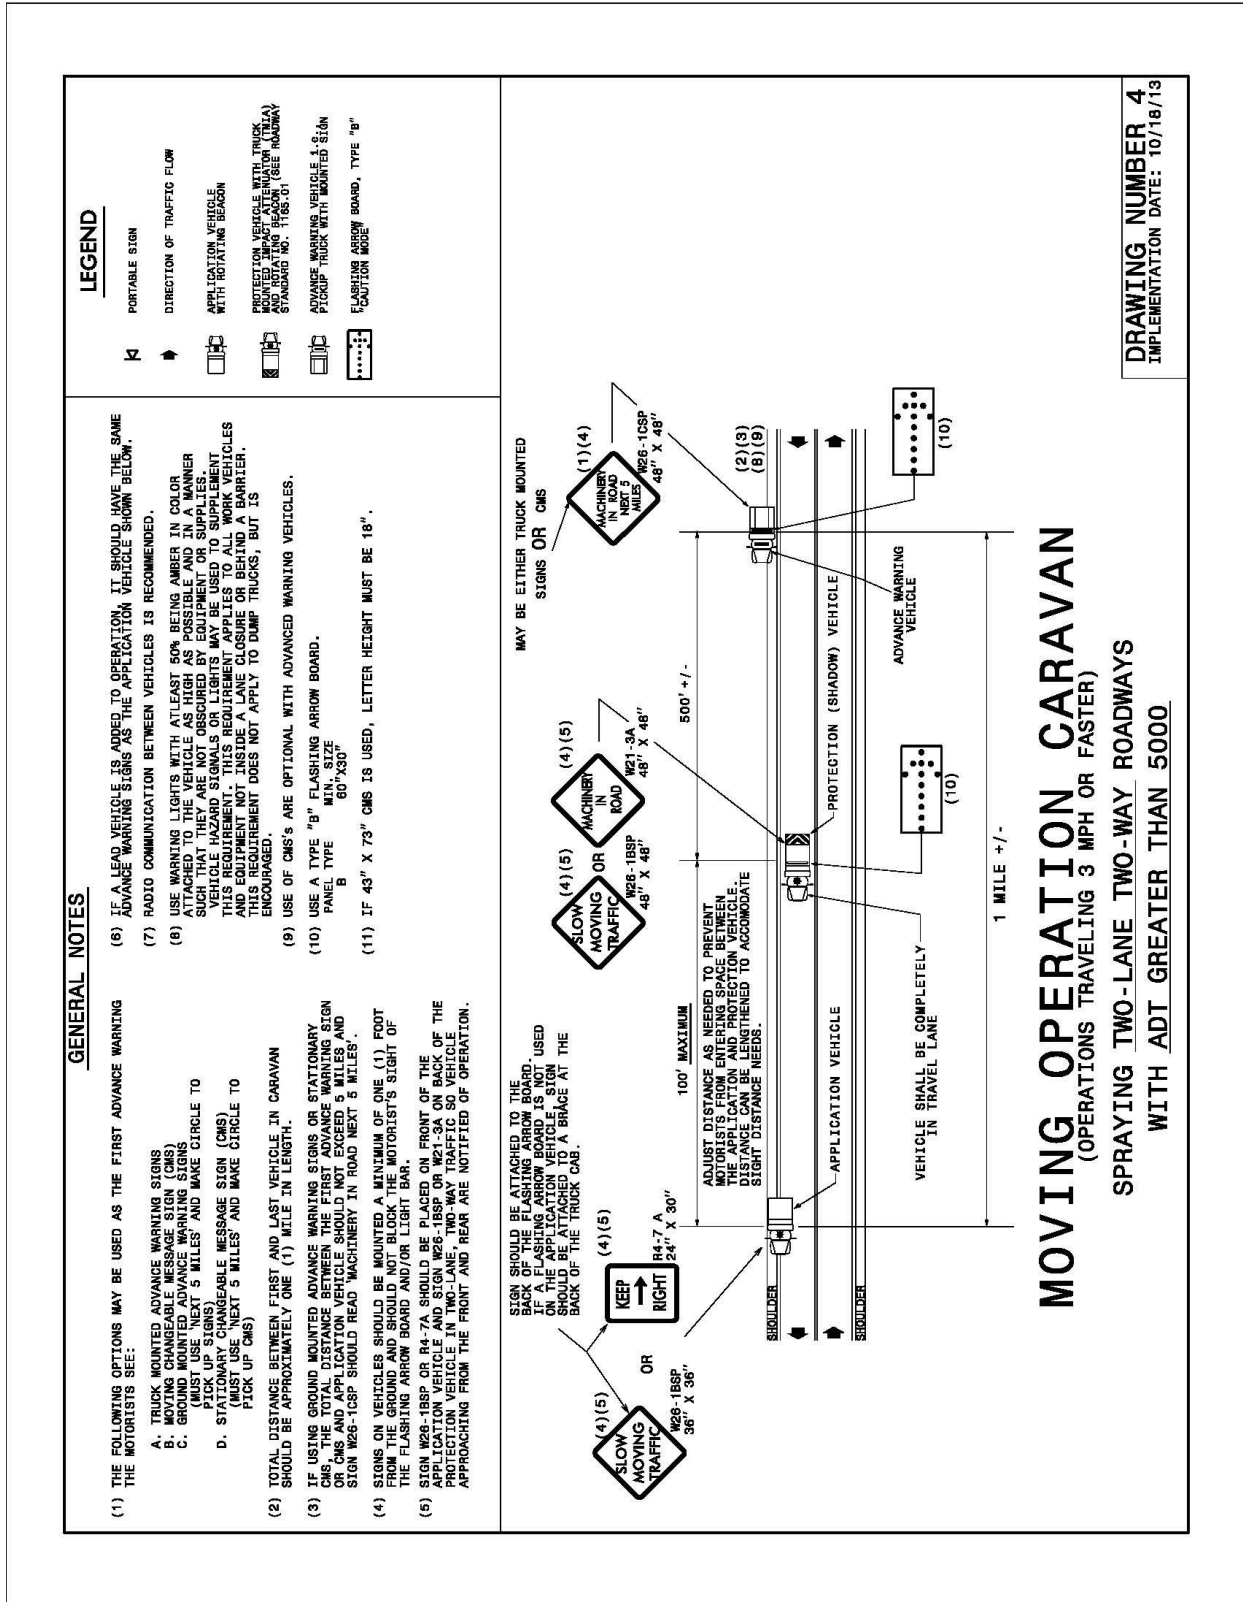 GENERAL NOTES
(1) THE FOLLOWING OPTIONS MAY BE USED AS THE FIRST ADVANCE WARNING
THE MOTORISTS SEE:
A. TRUCK MOUNTED ADVANCE WARNING SIGNS
B. MOVING CHANGEABLE MESSAGE SIGN (CMS)
C. GROUND MOUNTED ADVANCE WARNING SIGNS
(MUST USE 'NEXT 5 MILES' AND MAKE CIRCLE TO
PICK UP SIGNS)
D. STATIONARY CHANGEABLE MESSAGE SIGN (CMS)
(MUST USE 'NEXT 5 MILES' AND MAKE CIRCLE TO
PICK UP CMS)
(2) TOTAL DISTANCE BETWEEN FIRST AND LAST VEHICLE IN CARAVAN
SHOULD BE APPROXIMATELY ONE (1) MILE IN LENGTH.
(3) IF USING GROUND MOUNTED ADVANCE WARNING SIGNS OR STATIONARY
CMS, THE TOTAL DISTANCE BETWEEN THE FIRST ADVANCE WARNING SIGN
OR CMS AND APPLICATION VEHICLE SHOULD NOT EXCEED 5 MILES AND
SIGN W26-1CSP SHOULD READ 'MACHINERY IN ROAD NEXT 5 MILES'.
(4) SIGNS ON VEHICLES SHOULD BE MOUNTED A MINIMUM OF ONE (1) FOOT
FROM THE GROUND AND SHOULD NOT BLOCK THE MOTORIST'S SIGHT OF
THE FLASHING ARROW BOARD AND/OR LIGHT BAR.
(5) SIGN W26-1BSP OR R4-7A SHOULD BE PLACED ON FRONT OF THE
APPLICATION VEHICLE AND SIGN W26-1BSP OR W21-3A ON BACK OF THE
PROTECTION VEHICLE IN TWO-LANE, TWO-WAY TRAFFIC SO VEHICLE
APPROACHING FROM THE FRONT AND REAR ARE NOTIFIED OF OPERATION.
(6) IF A LEAD VEHICLE IS ADDED TO OPERATION, IT SHOULD HAVE THE SAME
ADVANCE WARNING SIGNS AS THE APPLICATION VEHICLE SHOWN BELOW.
(7) RADIO COMMUNICATION BETWEEN VEHICLES IS RECOMMENDED.
(8) USE WARNING LIGHTS WITH ATLEAST 50% BEING AMBER IN COLOR
ATTACHED TO THE VEHICLE AS HIGH AS POSSIBLE AND IN A MANNER
SUCH THAT THEY ARE NOT OBSCURED BY EQUIPMENT OR SUPPLIES.
VEHICLE HAZARD SIGNALS OR LIGHTS MAY BE USED TO SUPPLEMENT
THIS REQUIREMENT. THIS REQUIREMENT APPLIES TO ALL WORK VEHICLES
AND EQUIPMENT NOT INSIDE A LANE CLOSURE OR BEHIND A BARRIER.
THIS REQUIREMENT DOES NOT APPLY TO DUMP TRUCKS, BUT IS
ENCOURAGED.
(9) USE OF CMS's ARE OPTIONAL WITH ADVANCED WARNING VEHICLES.
(10) USE A TYPE "B" FLASHING ARROW BOARD.
PANEL TYPE MIN. SIZE
B 60"X30"
(11) IF 43" X 73" CMS IS USED, LETTER HEIGHT MUST BE 18".
LEGEND
PORTABLE SIGN
DIRECTION OF TRAFFIC FLOW
APPLICATION VEHICLE
WITH ROTATING BEACON
PROTECTION VEHICLE WITH TRUCK
MOUNTED IMPACT ATTENUATOR (TMIA)
AND ROTATING BEACON (SEE ROADWAY
STANDARD NO. 1165.01
ADVANCE WARNING VEHICLE i.e.,
PICKUP TRUCK WITH MOUNTED SIGN
FLASHING ARROW BOARD, TYPE "B"
"CAUTION MODE"
SIGN SHOULD BE ATTACHED TO THE
BACK OF THE FLASHING ARROW BOARD.
IF A FLASHING ARROW BOARD IS NOT USED
ON THE APPLICATION VEHICLE, SIGN
SHOULD BE ATTACHED TO A BRACE AT THE
BACK OF THE TRUCK CAB.
(4)(5)
SLOW
MOVING
TRAFFIC
W26-1BSP
36" X 36"
OR
(4)(5)
KEEP
RIGHT
R4-7 A
24" X 30"
(4)(5)
SLOW
MOVING
TRAFFIC
W26-1BSP
48" X 48"
OR
(4)(5)
MACHINERY
IN
ROAD
W21-3A
48" X 48"
MAY BE EITHER TRUCK MOUNTED
SIGNS OR CMS
(1)(4)
MACHINERY
IN ROAD
NEXT 5
MILES
W26-1CSP
48" X 48"
100' MAXIMUM
500' +/-
ADJUST DISTANCE AS NEEDED TO PREVENT
MOTORISTS FROM ENTERING SPACE BETWEEN
THE APPLICATION AND PROTECTION VEHICLE.
DISTANCE CAN BE LENGTHENED TO ACCOMODATE
SIGHT DISTANCE NEEDS.
(2)(3)
(8)(9)
SHOULDER
SHOULDER
APPLICATION VEHICLE
PROTECTION (SHADOW) VEHICLE
ADVANCE WARNING
VEHICLE
VEHICLE SHALL BE COMPLETELY
IN TRAVEL LANE
(10)
(10)
1 MILE +/-
MOVING OPERATION CARAVAN
(OPERATIONS TRAVELING 3 MPH OR FASTER)
SPRAYING TWO-LANE TWO-WAY ROADWAYS
WITH ADT GREATER THAN 5000
DRAWING NUMBER 4
IMPLEMENTATION DATE: 10/18/13